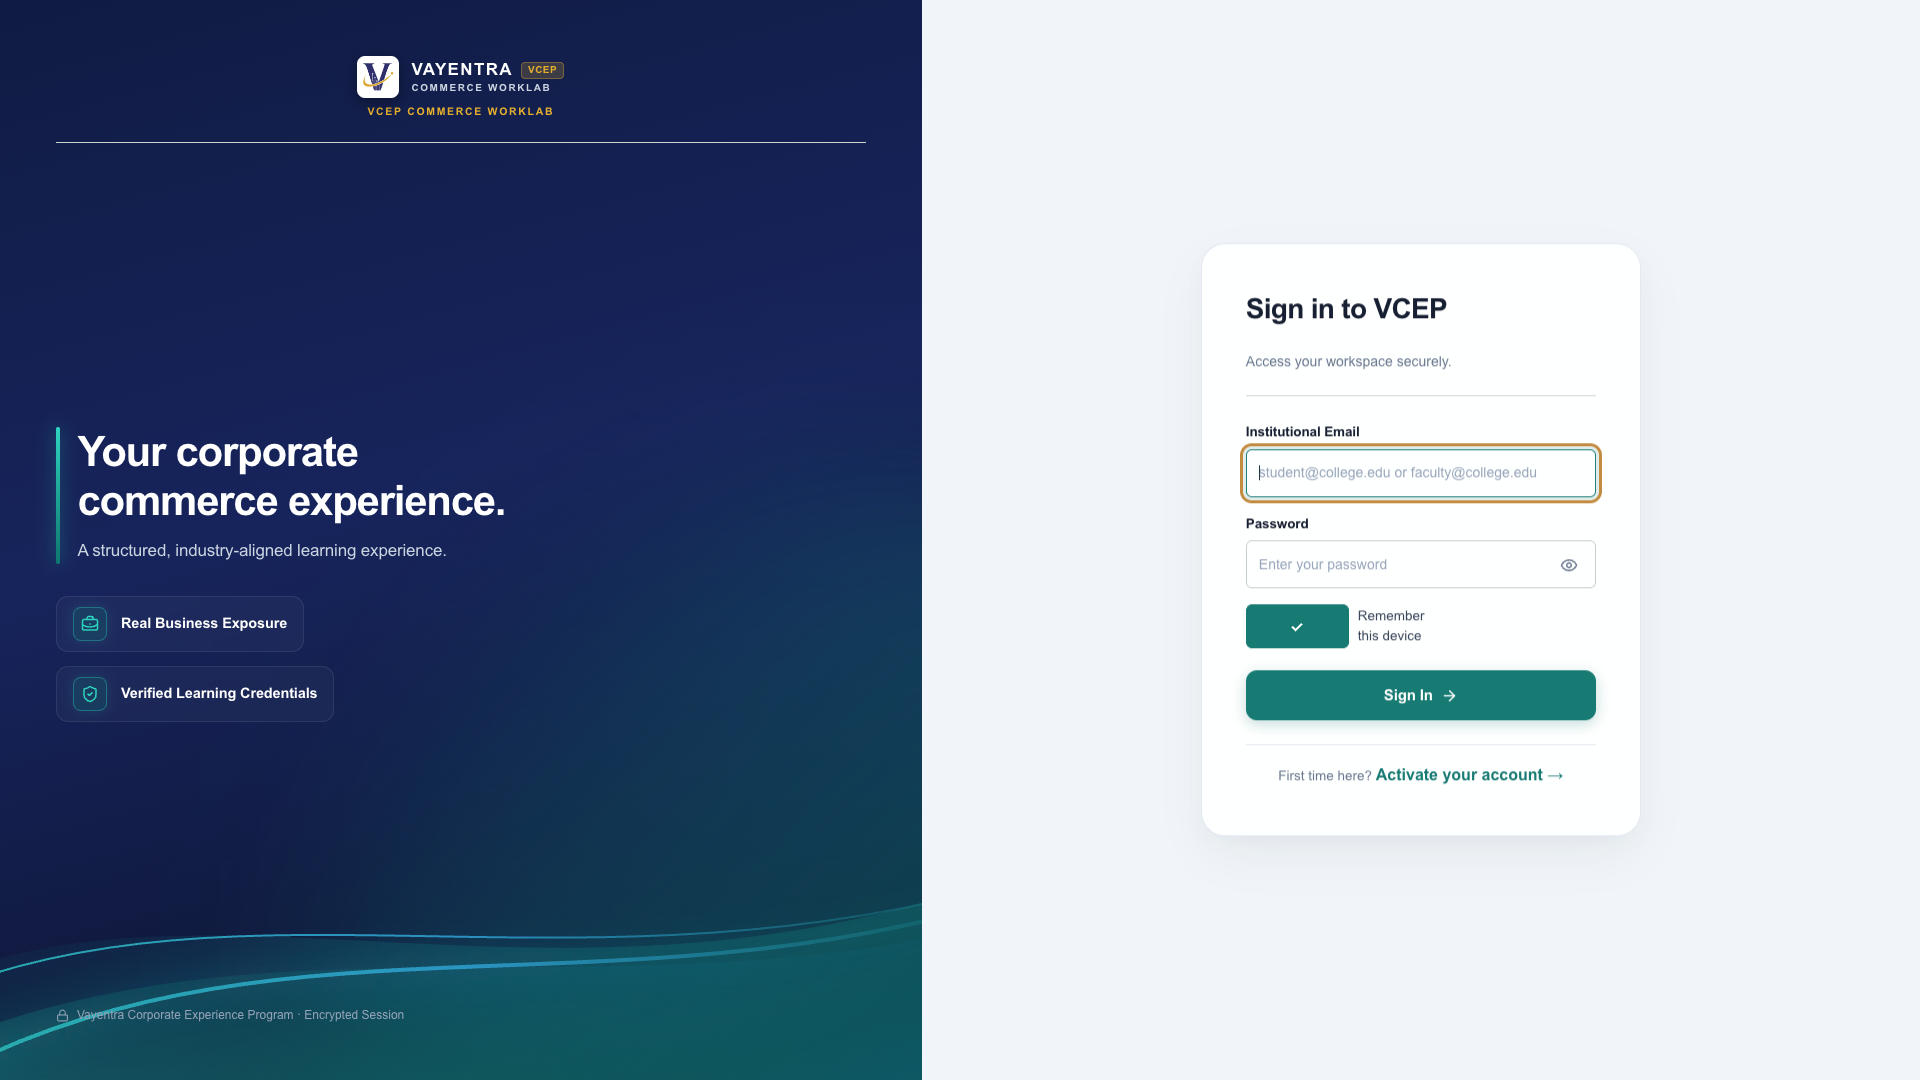 VAYENTRA VCEP
COMMERCE WORKLAB
VCEP COMMERCE WORKLAB
Your corporate
commerce experience.
A structured, industry-aligned learning experience.
Real Business Exposure
Verified Learning Credentials
Vayentra Corporate Experience Program · Encrypted Session
Sign in to VCEP
Access your workspace securely.
Institutional Email
student@college.edu or faculty@college.edu
Password
Enter your password
Remember
this device
Sign In →
First time here? Activate your account →